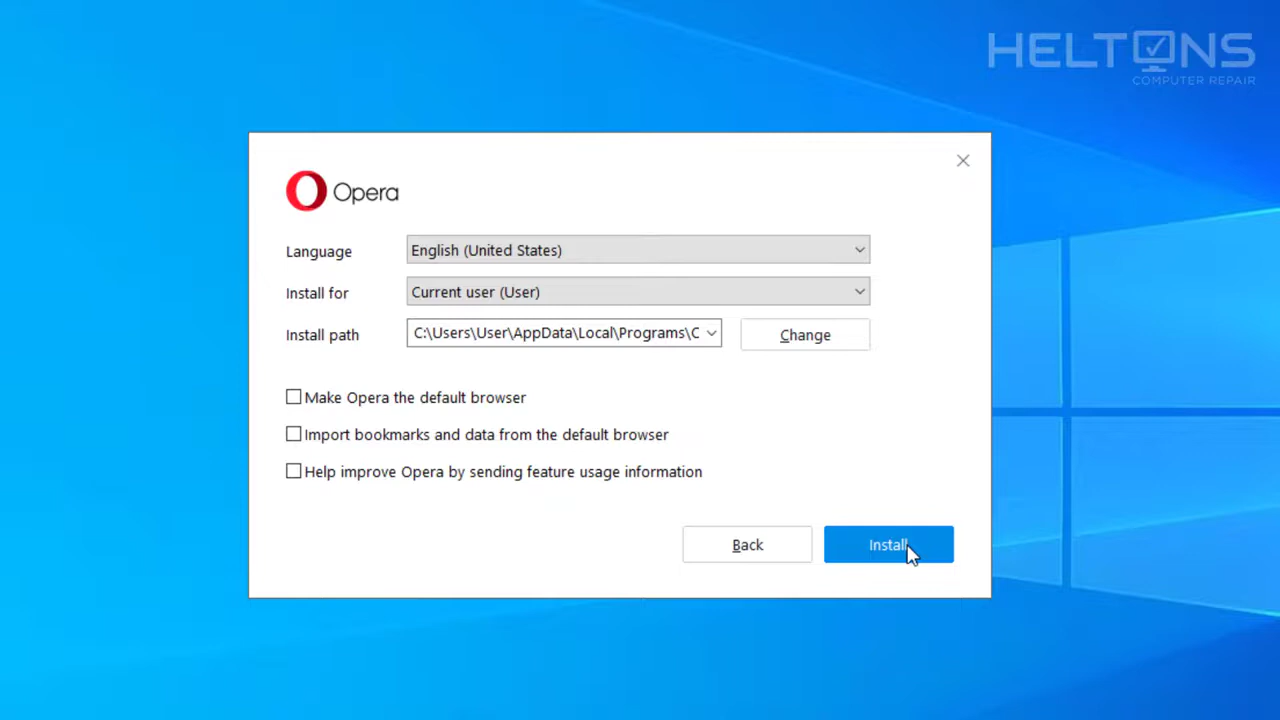 HELTONS
COMPUTER REPAIR
Opera
Language
English (United States)
Install for
Current user (User)
Install path
C:\Users\User\AppData\Local\Programs\C
Change
Make Opera the default browser
Import bookmarks and data from the default browser
Help improve Opera by sending feature usage information
Back
Install